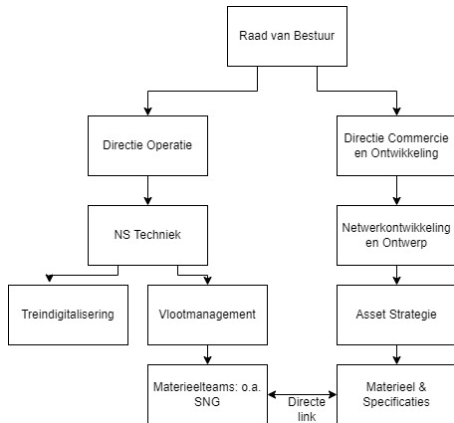 Raad van Bestuur
Directie Operatie
Directie Commercie
en Ontwikkeling
NS Techniek
Netwerkontwikkeling
en Ontwerp
Treindigitalisering
Vlootmanagement
Asset Strategie
Materieelteams: o.a.
SNG
Directe
link
Materieel &
Specificaties